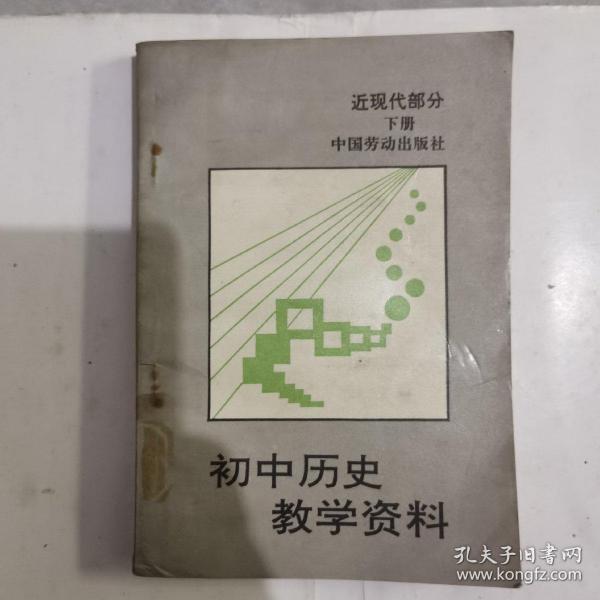 近现代部分
下册
中国劳动出版社
初中历史
教学资料
孔夫子旧書网
www.kongfz.com